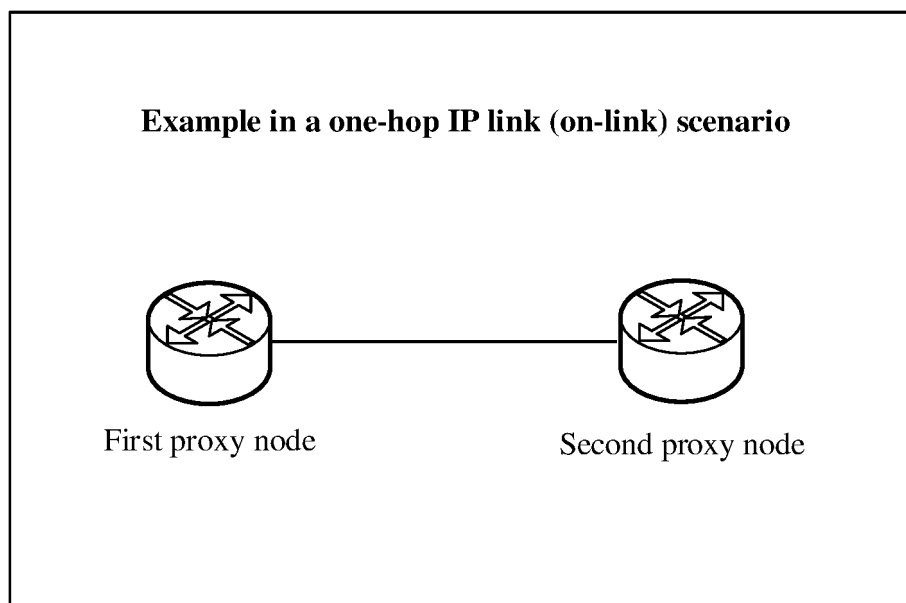 Example in a one-hop IP link (on-link) scenario
First proxy node
Second proxy node